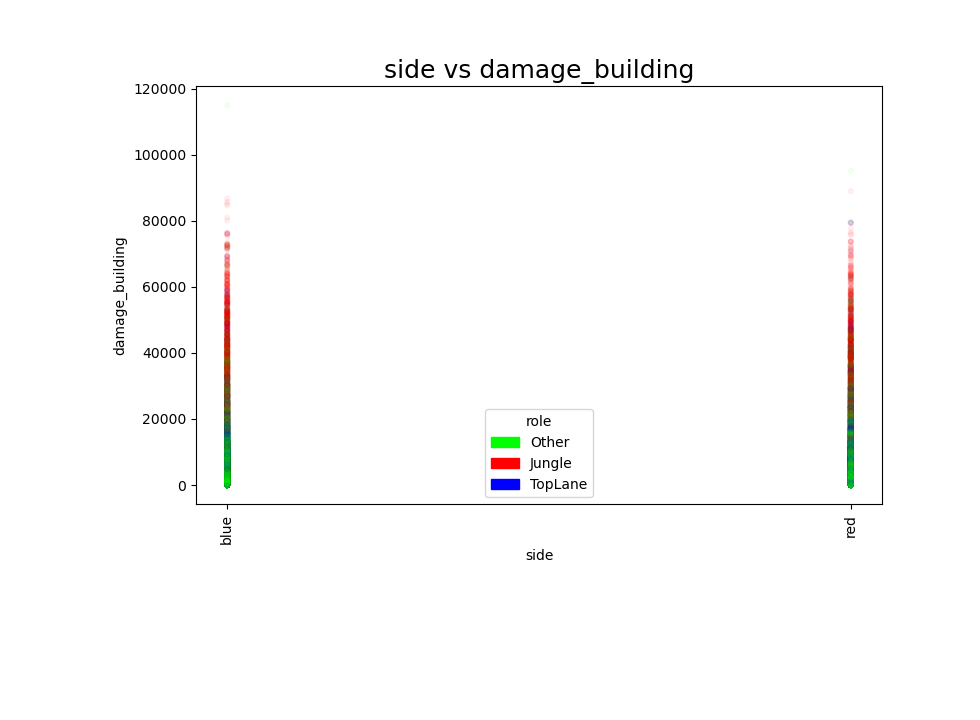 side vs damage_building
120000
100000
80000
60000
40000
20000
0
damage_building
role
Other
Jungle
TopLane
blue
red
side